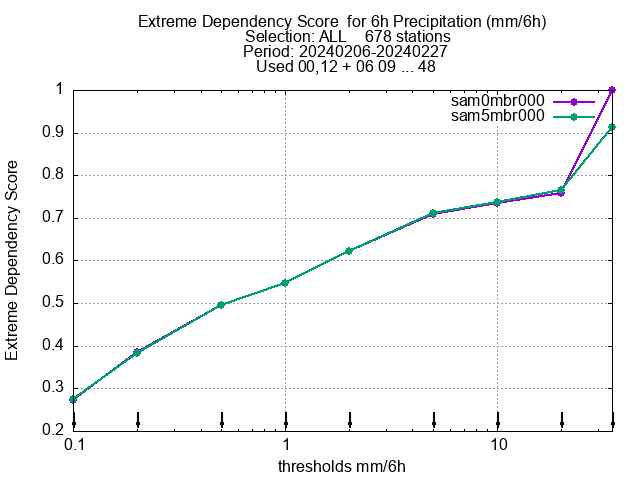 Extreme Dependency Score  for 6h Precipitation (mm/6h)
Selection: ALL    678 stations
Period: 20240206-20240227
Used 00,12 + 06 09 ... 48
sam0mbr000
sam5mbr000
Extreme Dependency Score
1
0.9
0.8
0.7
0.6
0.5
0.4
0.3
0.2
0.1 1 10
thresholds mm/6h